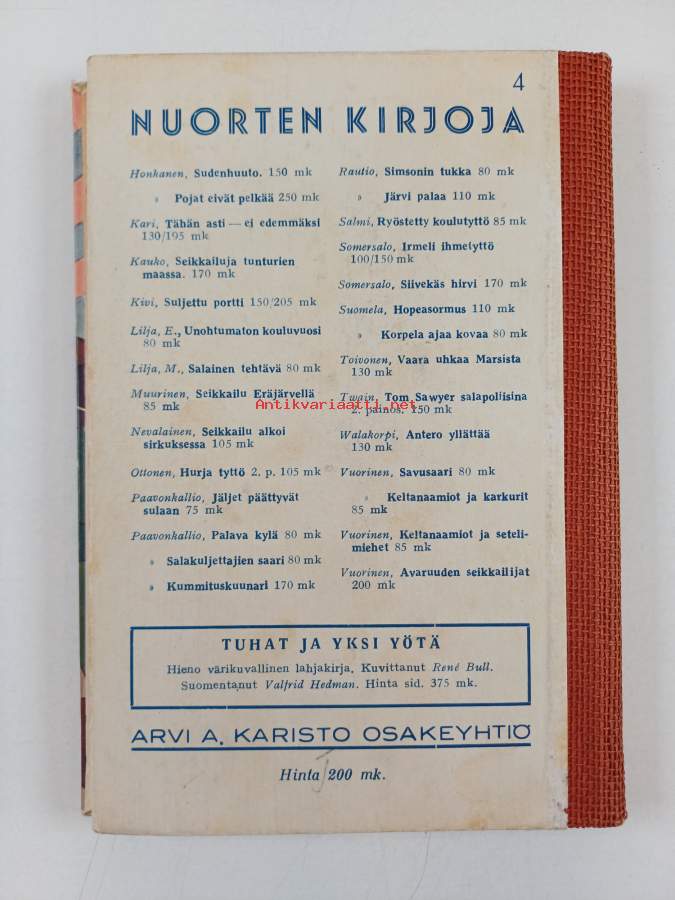 4
NUORTEN KIRJOJA
Honkanen, Sudenhuuto. 150 mk
» Pojat eivät pelkää 250 mk
Kari, Tähän asti — ei edemmäksi
130/195 mk
Kauko, Seikkailuja tunturien
maassa. 170 mk
Kivi, Suljettu portti 150/205 mk
Lilja, E., Unohtumaton kouluvuosi
80 mk
Lilja, M., Salainen tehtävä 80 mk
Muurinen, Seikkailu Eräjärvellä
85 mk
Nevalainen, Seikkailu alkoi
sirkuksessa 105 mk
Ottonen, Hurja tyttö 2. p. 105 mk
Paavonkallio, Jäljet päättyvät
sulaan 75 mk
Paavonkallio, Palava kylä 80 mk
» Salakuljettajien saari 80 mk
» Kummituskuunari 170 mk
Rautio, Simsonin tukka 80 mk
» Järvi palaa 110 mk
Salmi, Ryöstetty koulutyttö 85 mk
Somersalo, Irmeli ihmetyttö
100/150 mk
Somersalo, Siivekäs hirvi 170 mk
Suomela, Hopeasormus 110 mk
» Korpela ajaa kovaa 80 mk
Toivonen, Vaara uhkaa Marsista
130 mk
Twain, Tom Sawyer salapoliisina
2. painos. 150 mk
Walakorpi, Antero yllättää
130 mk
Vuorinen, Savusaari 80 mk
» Keltanaamiot ja karkurit
85 mk
Vuorinen, Keltanaamiot ja seteli-
miehet 85 mk
Vuorinen, Avaruuden seikkailijat
200 mk
Antikvariaatti.net
TUHAT JA YKSI YÖTÄ
Hieno värikuvallinen lahjakirja. Kuvittanut René Bull.
Suomentanut Valfrid Hedman. Hinta sid. 375 mk.
ARVI A. KARISTO OSAKEYHTIÖ
Hinta 200 mk.